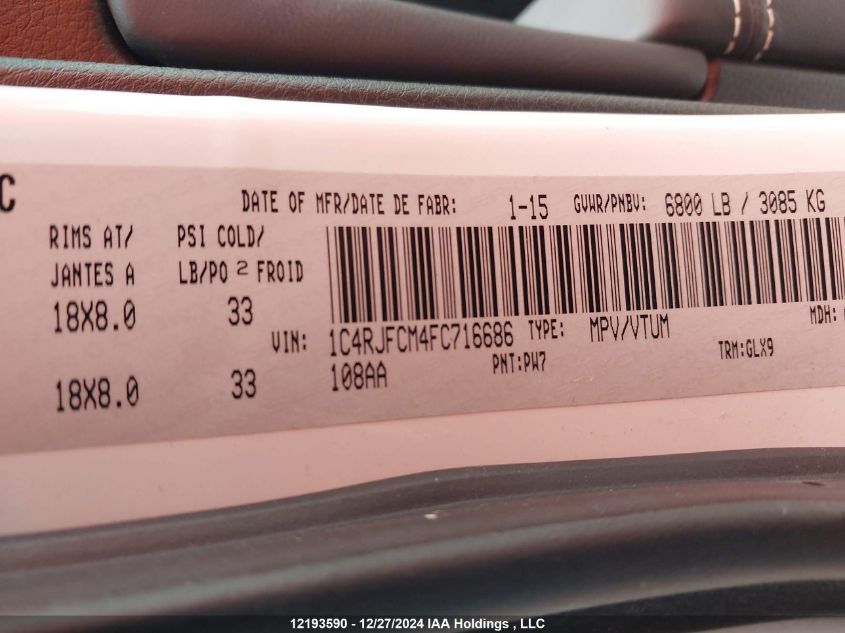 C
DATE OF MFR/DATE DE FABR: 1-15 GVWR/PNBV: 6800 LB / 3085 KG
RIMS AT/ PSI COLD/
JANTES A LB/PO 2 FROID
18X8.0 33
VIN: 1C4RJFCM4FC716686 TYPE: MPV/VTUM MDH:
108AA PNT:PW7 TRM:GLX9
18X8.0 33
12193590 - 12/27/2024 IAA Holdings , LLC